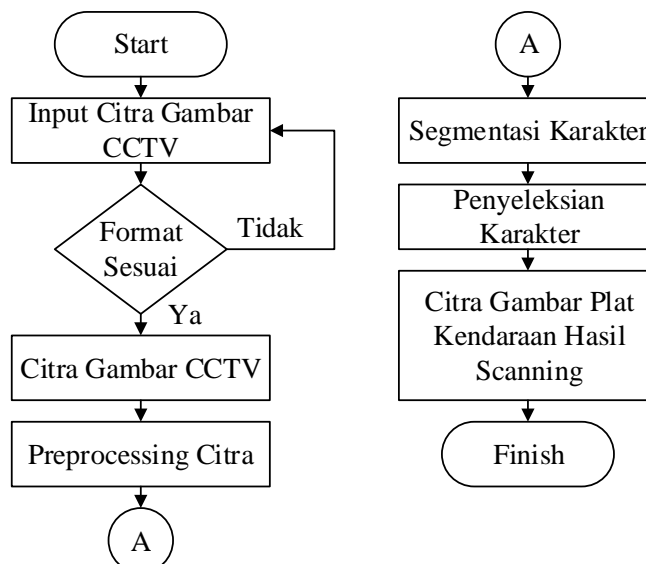 Start
Input Citra Gambar
CCTV
Format
Sesuai
Tidak
Ya
Citra Gambar CCTV
Preprocessing Citra
A
A
Segmentasi Karakter
Penyeleksian
Karakter
Citra Gambar Plat
Kendaraan Hasil
Scanning
Finish